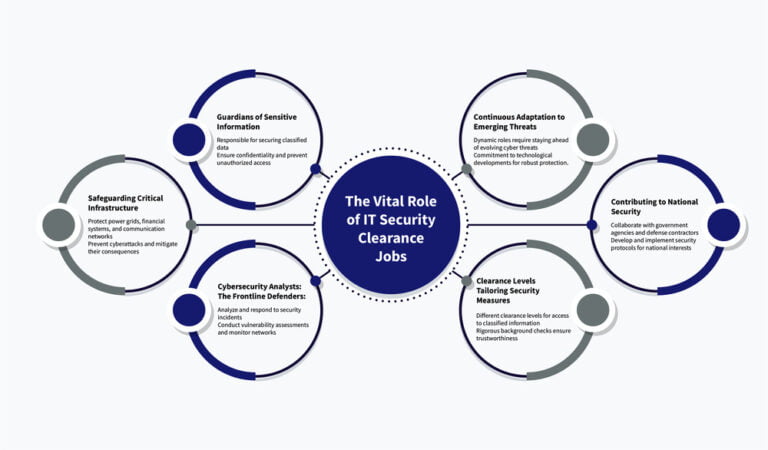 Guardians of Sensitive
Information
Responsible for securing classified
data
Ensure confidentiality and prevent
unauthorized access
Continuous Adaptation to
Emerging Threats
Dynamic roles require staying ahead
of evolving cyber threats
Commitment to technological
developments for robust protection.
Safeguarding Critical
Infrastructure
Protect power grids, financial
systems, and communication
networks
Prevent cyberattacks and mitigate
their consequences
The Vital Role
of IT Security
Clearance
Jobs
Contributing to National
Security
Collaborate with government
agencies and defense contractors
Develop and implement security
protocols for national interests
Cybersecurity Analysts:
The Frontline Defenders:
Analyze and respond to security
incidents
Conduct vulnerability assessments
and monitor networks
Clearance Levels
Tailoring Security
Measures
Different clearance levels for access
to classified information
Rigorous background checks ensure
trustworthiness